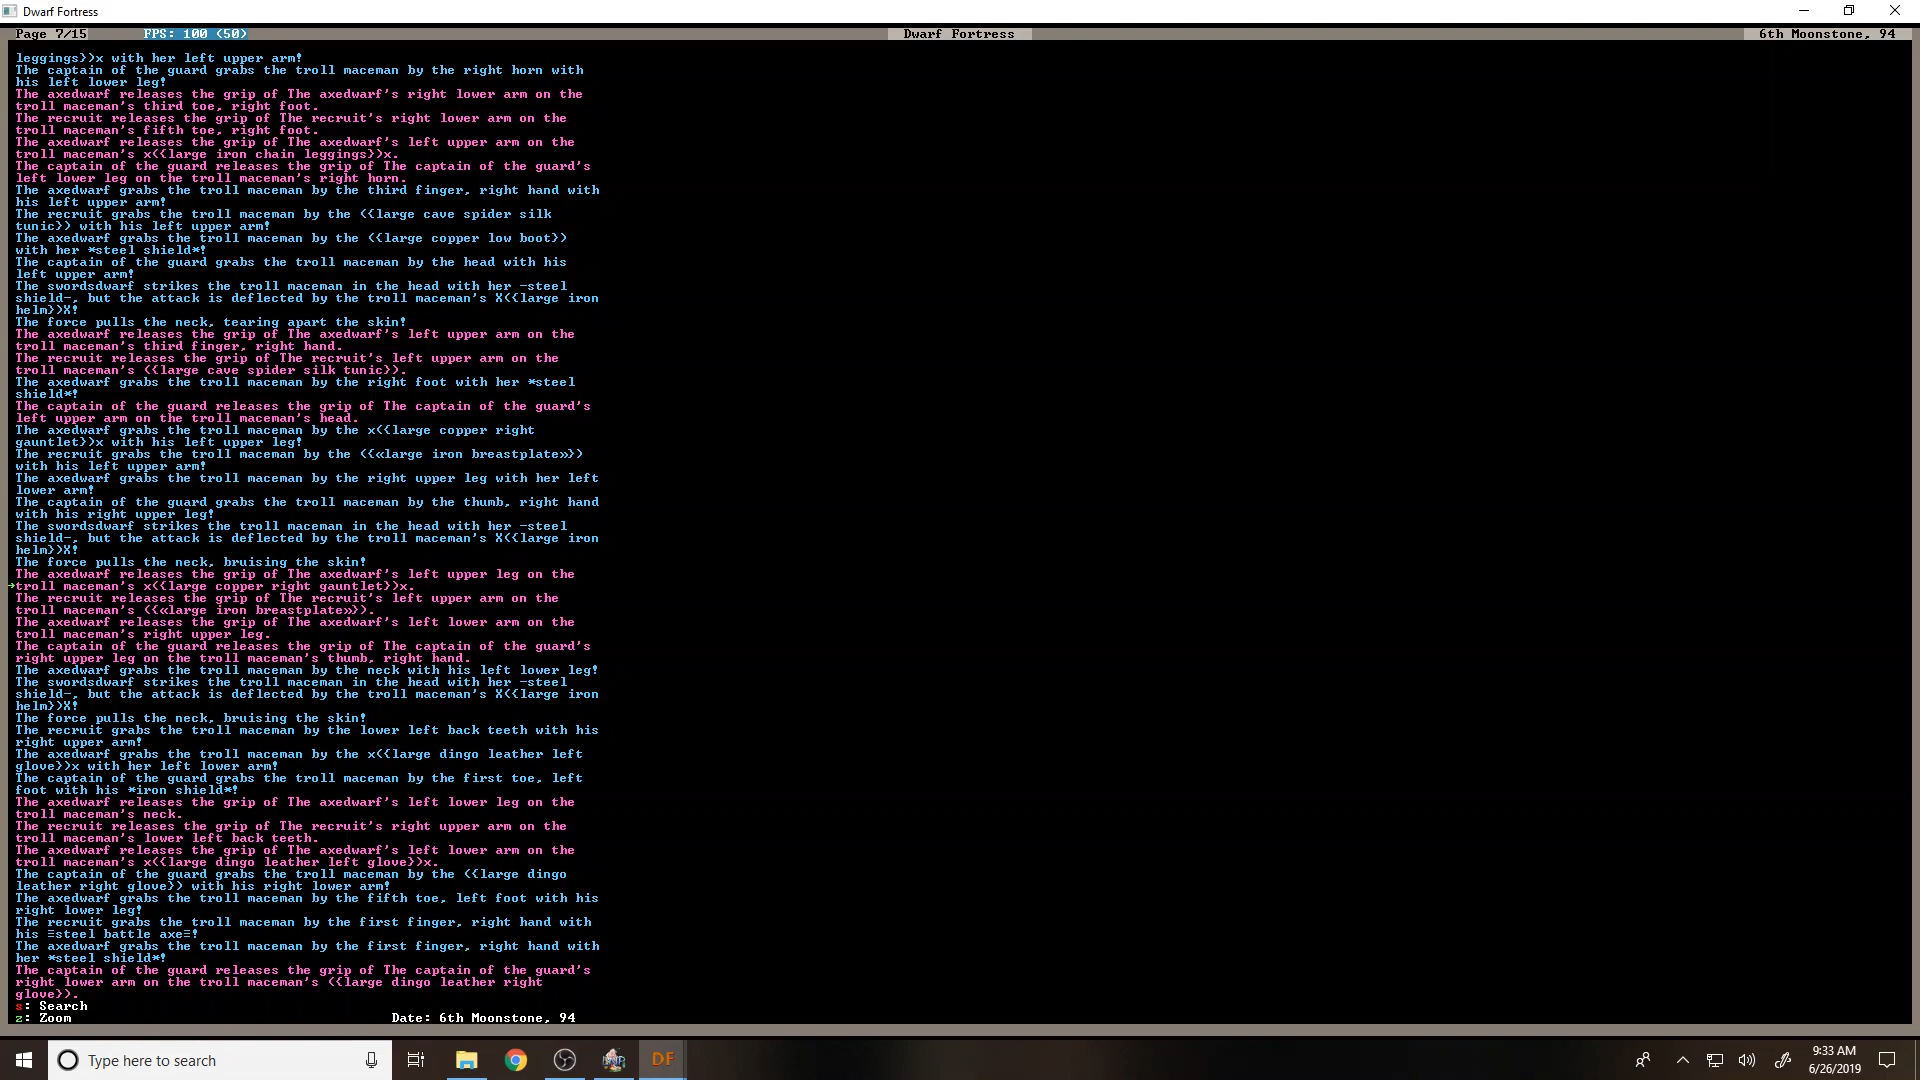 Dwarf Fortress
Page 7/15
FPS: 100 (50)
Dwarf Fortress
6th Moonstone, 94
leggings}⟩x with her left upper arm!
The captain of the guard grabs the troll maceman by the right horn with
his left lower leg!
The axedwarf releases the grip of The axedwarf's right lower arm on the
troll maceman's third toe, right foot.
The recruit releases the grip of The recruit's right lower arm on the
troll maceman's fifth toe, right foot.
The axedwarf releases the grip of The axedwarf's left upper arm on the
troll maceman's x({large iron chain leggings})x.
The captain of the guard releases the grip of The captain of the guard's
left lower leg on the troll maceman's right horn.
The axedwarf grabs the troll maceman by the third finger, right hand with
his left upper arm!
The recruit grabs the troll maceman by the ({large cave spider silk
tunic}) with his left upper arm!
The axedwarf grabs the troll maceman by the ({large copper low boot})
with her *steel shield*!
The captain of the guard grabs the troll maceman by the head with his
left upper arm!
The swordsdwarf strikes the troll maceman in the head with her -steel
shield-, but the attack is deflected by the troll maceman's X({large iron
helm})X!
The force pulls the neck, tearing apart the skin!
The axedwarf releases the grip of The axedwarf's left upper arm on the
troll maceman's third finger, right hand.
The recruit releases the grip of The recruit's left upper arm on the
troll maceman's ({large cave spider silk tunic}).
The axedwarf grabs the troll maceman by the right foot with her *steel
shield*!
The captain of the guard releases the grip of The captain of the guard's
left upper arm on the troll maceman's head.
The axedwarf grabs the troll maceman by the x({large copper right
gauntlet})x with his left upper leg!
The recruit grabs the troll maceman by the ({«large iron breastplate»})
with his left upper arm!
The axedwarf grabs the troll maceman by the right upper leg with her left
lower arm!
The captain of the guard grabs the troll maceman by the thumb, right hand
with his right upper leg!
The swordsdwarf strikes the troll maceman in the head with her -steel
shield-, but the attack is deflected by the troll maceman's X({large iron
helm})X!
The force pulls the neck, bruising the skin!
The axedwarf releases the grip of The axedwarf's left upper leg on the
→troll maceman's x({large copper right gauntlet})x.
The recruit releases the grip of The recruit's left upper arm on the
troll maceman's ({«large iron breastplate»}).
The axedwarf releases the grip of The axedwarf's left lower arm on the
troll maceman's right upper leg.
The captain of the guard releases the grip of The captain of the guard's
right upper leg on the troll maceman's thumb, right hand.
The axedwarf grabs the troll maceman by the neck with his left lower leg!
The swordsdwarf strikes the troll maceman in the head with her -steel
shield-, but the attack is deflected by the troll maceman's X({large iron
helm})X!
The force pulls the neck, bruising the skin!
The recruit grabs the troll maceman by the lower left back teeth with his
right upper arm!
The axedwarf grabs the troll maceman by the x({large dingo leather left
glove})x with her left lower arm!
The captain of the guard grabs the troll maceman by the first toe, left
foot with his *iron shield*!
The axedwarf releases the grip of The axedwarf's left lower leg on the
troll maceman's neck.
The recruit releases the grip of The recruit's right upper arm on the
troll maceman's lower left back teeth.
The axedwarf releases the grip of The axedwarf's left lower arm on the
troll maceman's x({large dingo leather left glove})x.
The captain of the guard grabs the troll maceman by the ({large dingo
leather right glove}) with his right lower arm!
The axedwarf grabs the troll maceman by the fifth toe, left foot with his
right lower leg!
The recruit grabs the troll maceman by the first finger, right hand with
his ≡steel battle axe≡!
The axedwarf grabs the troll maceman by the first finger, right hand with
her *steel shield*!
The captain of the guard releases the grip of The captain of the guard's
right lower arm on the troll maceman's ({large dingo leather right
glove}).
s: Search
z: Zoom
Date: 6th Moonstone, 94
Type here to search
DF
9:33 AM
6/26/2019